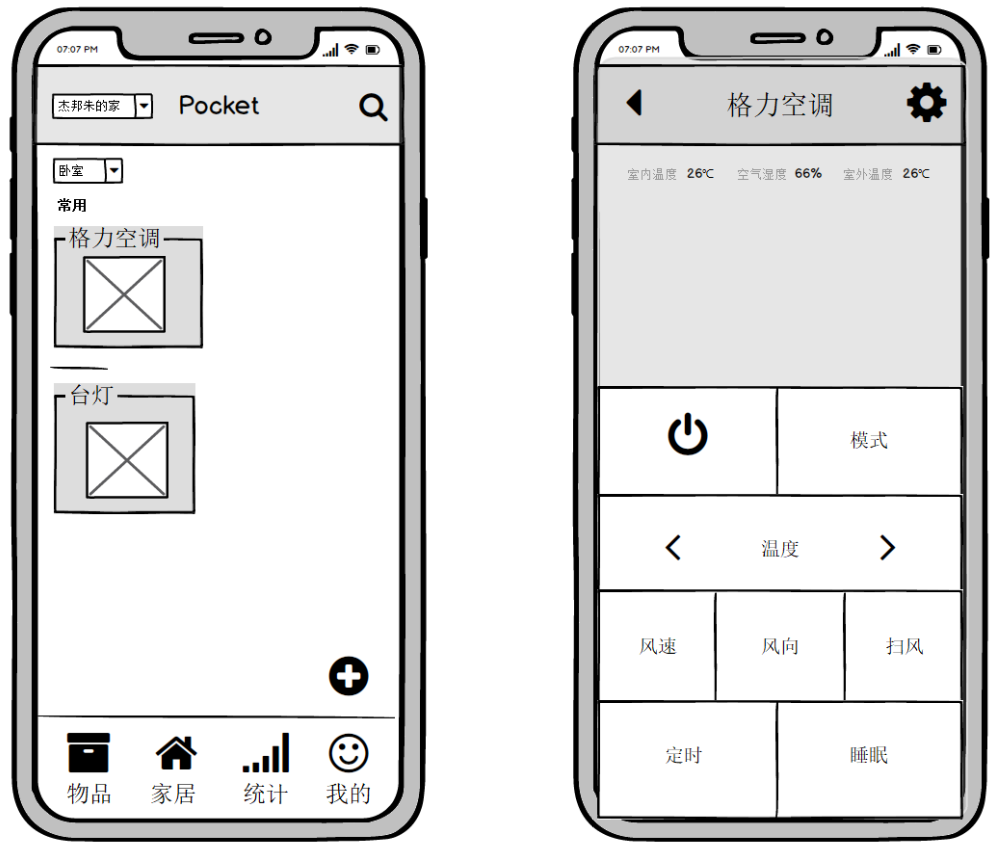 07:07 PM
杰邦朱的家 Pocket
卧室
常用
格力空调
台灯
物品 家居 统计 我的
07:07 PM
格力空调
室内温度 26℃ 空气湿度 66% 室外温度 26℃
模式
温度
风速 风向 扫风
定时 睡眠